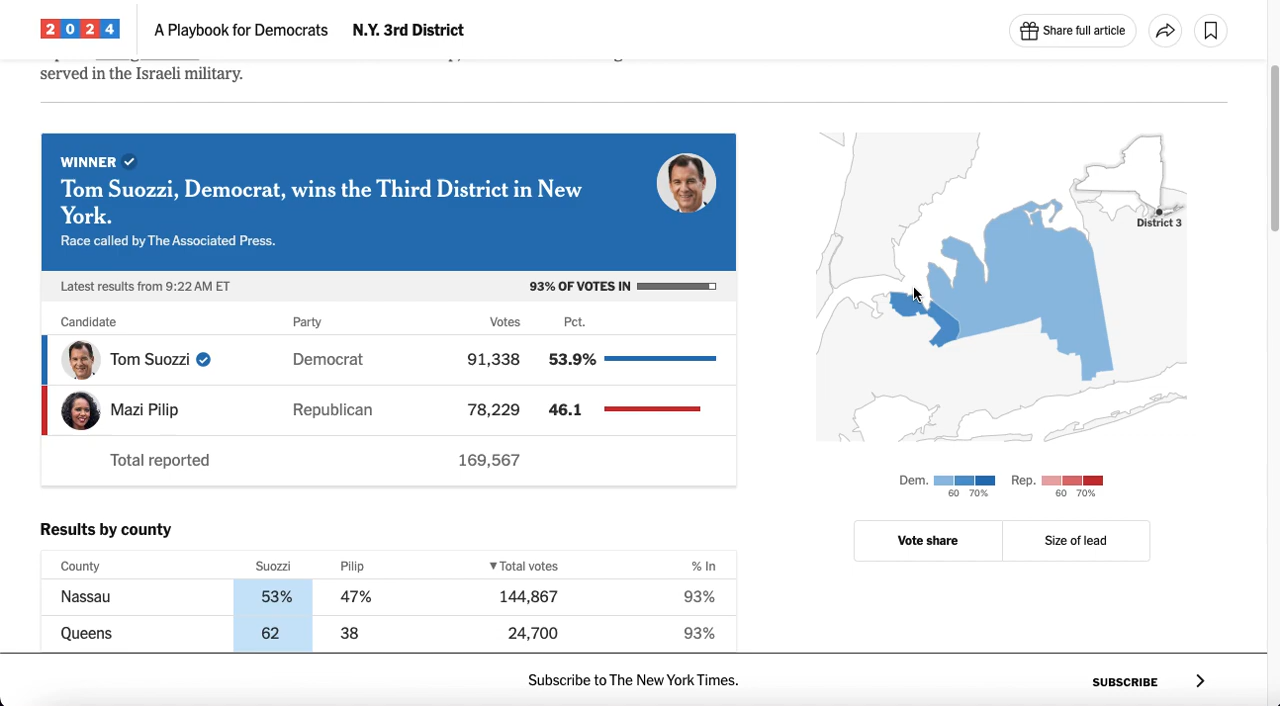 2024
A Playbook for Democrats
N.Y. 3rd District
Share full article
served in the Israeli military.
WINNER
Tom Suozzi, Democrat, wins the Third District in New
York.
Race called by The Associated Press.
Latest results from 9:22 AM ET
93% OF VOTES IN
Candidate Party Votes Pct.
Tom Suozzi Democrat 91,338 53.9%
Mazi Pilip Republican 78,229 46.1
Total reported 169,567
District 3
Dem. 60 70% Rep. 60 70%
Vote share
Size of lead
Results by county
County Suozzi Pilip ▼Total votes % In
Nassau 53% 47% 144,867 93%
Queens 62 38 24,700 93%
Subscribe to The New York Times.
SUBSCRIBE